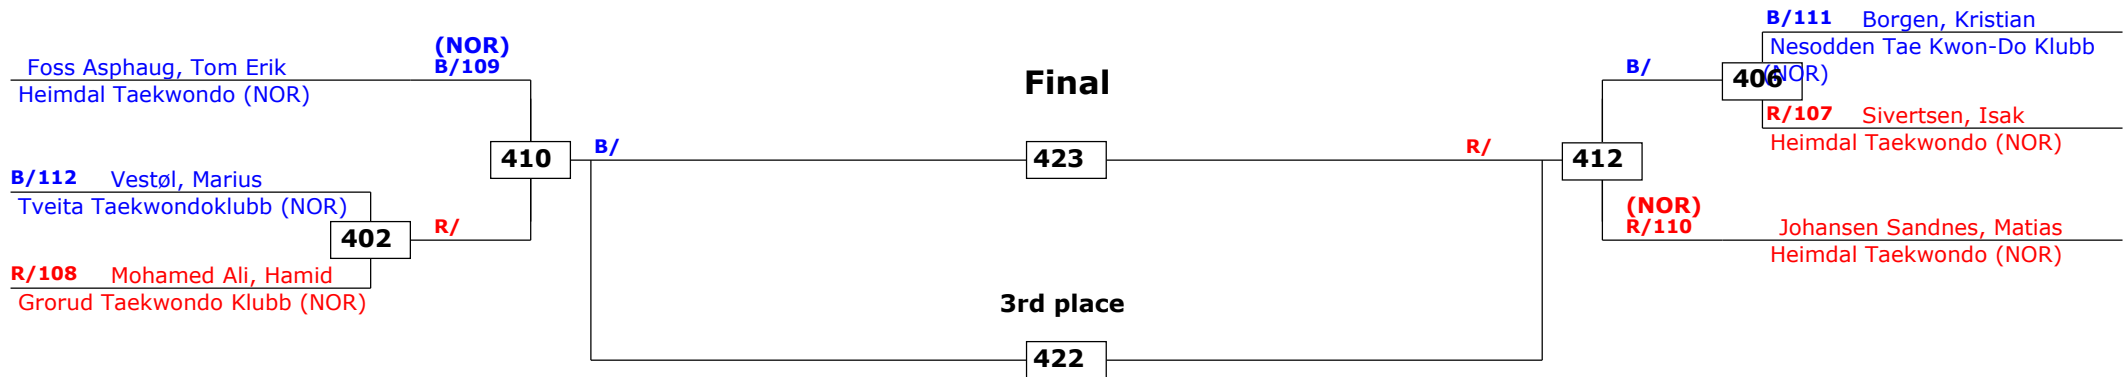 (NOR)
Foss Asphaug, Tom Erik B/109
Heimdal Taekwondo (NOR)
410
B/
B/112 Vestøl, Marius
Tveita Taekwondoklubb (NOR)
402
R/
R/108 Mohamed Ali, Hamid
Grorud Taekwondo Klubb (NOR)
Final
423
3rd place
422
B/111 Borgen, Kristian
Nesodden Tae Kwon-Do Klubb
(NOR)
B/
406
R/107 Sivertsen, Isak
Heimdal Taekwondo (NOR)
R/
412
(NOR)
R/110 Johansen Sandnes, Matias
Heimdal Taekwondo (NOR)